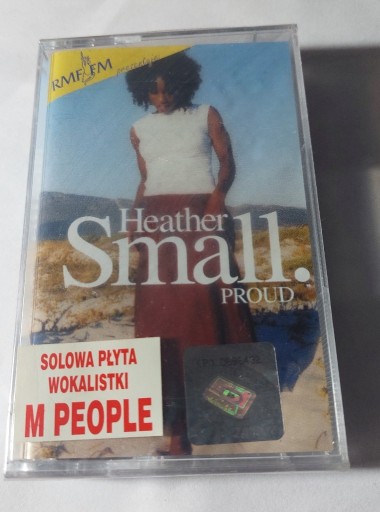 RMF FM
Heather
Small.
PROUD
SOLOWA PŁYTA
WOKALISTKI
M PEOPLE